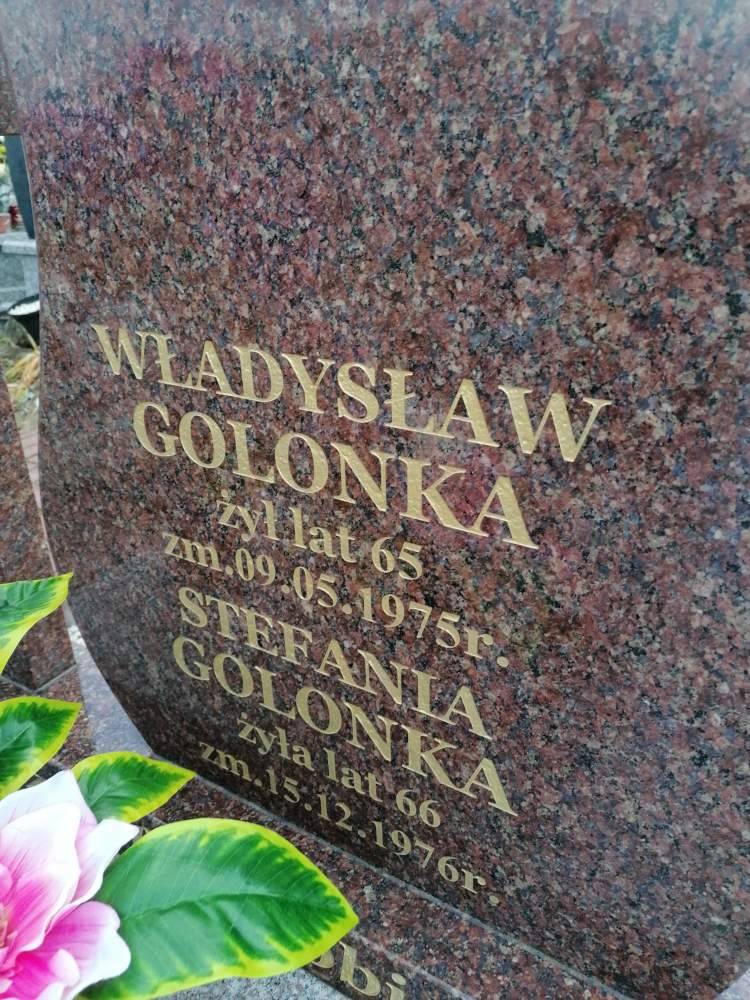 WŁADYSŁAW
GOLONKA
żył lat 65
zm.09.05.1975r.
STEFANIA
GOLONKA
żyła lat 66
zm.15.12.1976r.